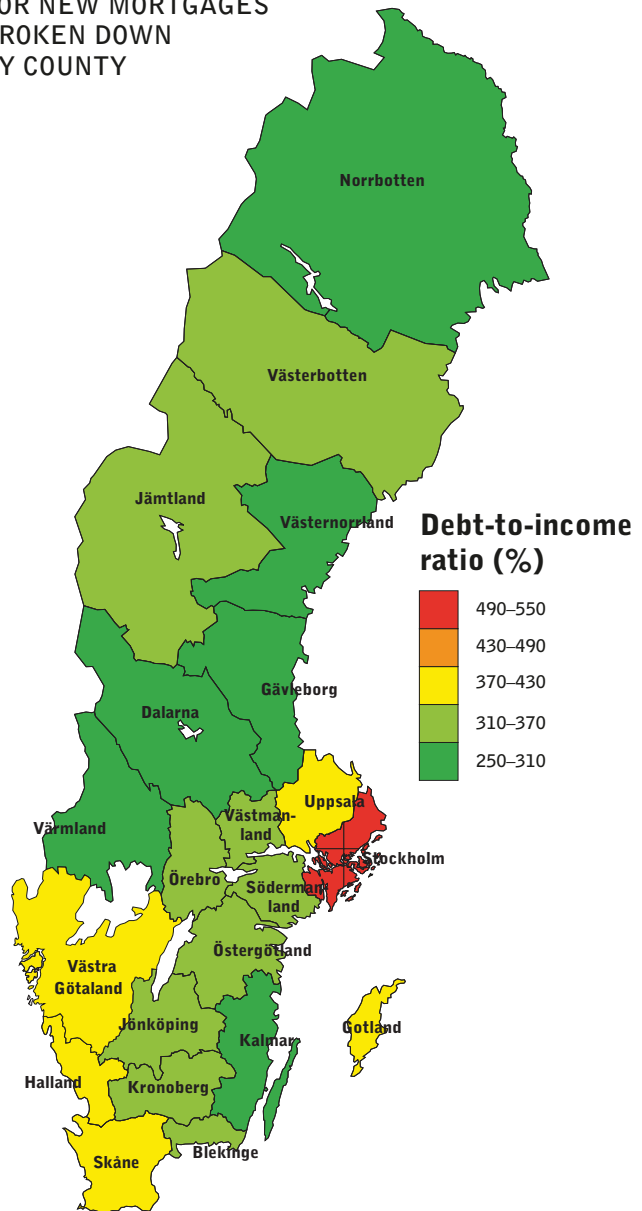 OR NEW MORTGAGES
ROKEN DOWN
Y COUNTY
Norrbotten
Västerbotten
Jämtland
Västernorrland
Debt-to-income
ratio (%)
490–550
430–490
370–430
310–370
250–310
Gävleborg
Dalarna
Uppsala
Västman-
land
Värmland
Stockholm
Örebro
Söderman
land
Östergötland
Västra
Götaland
Jönköping
Gotland
Kalmar
Halland
Kronoberg
Blekinge
Skåne